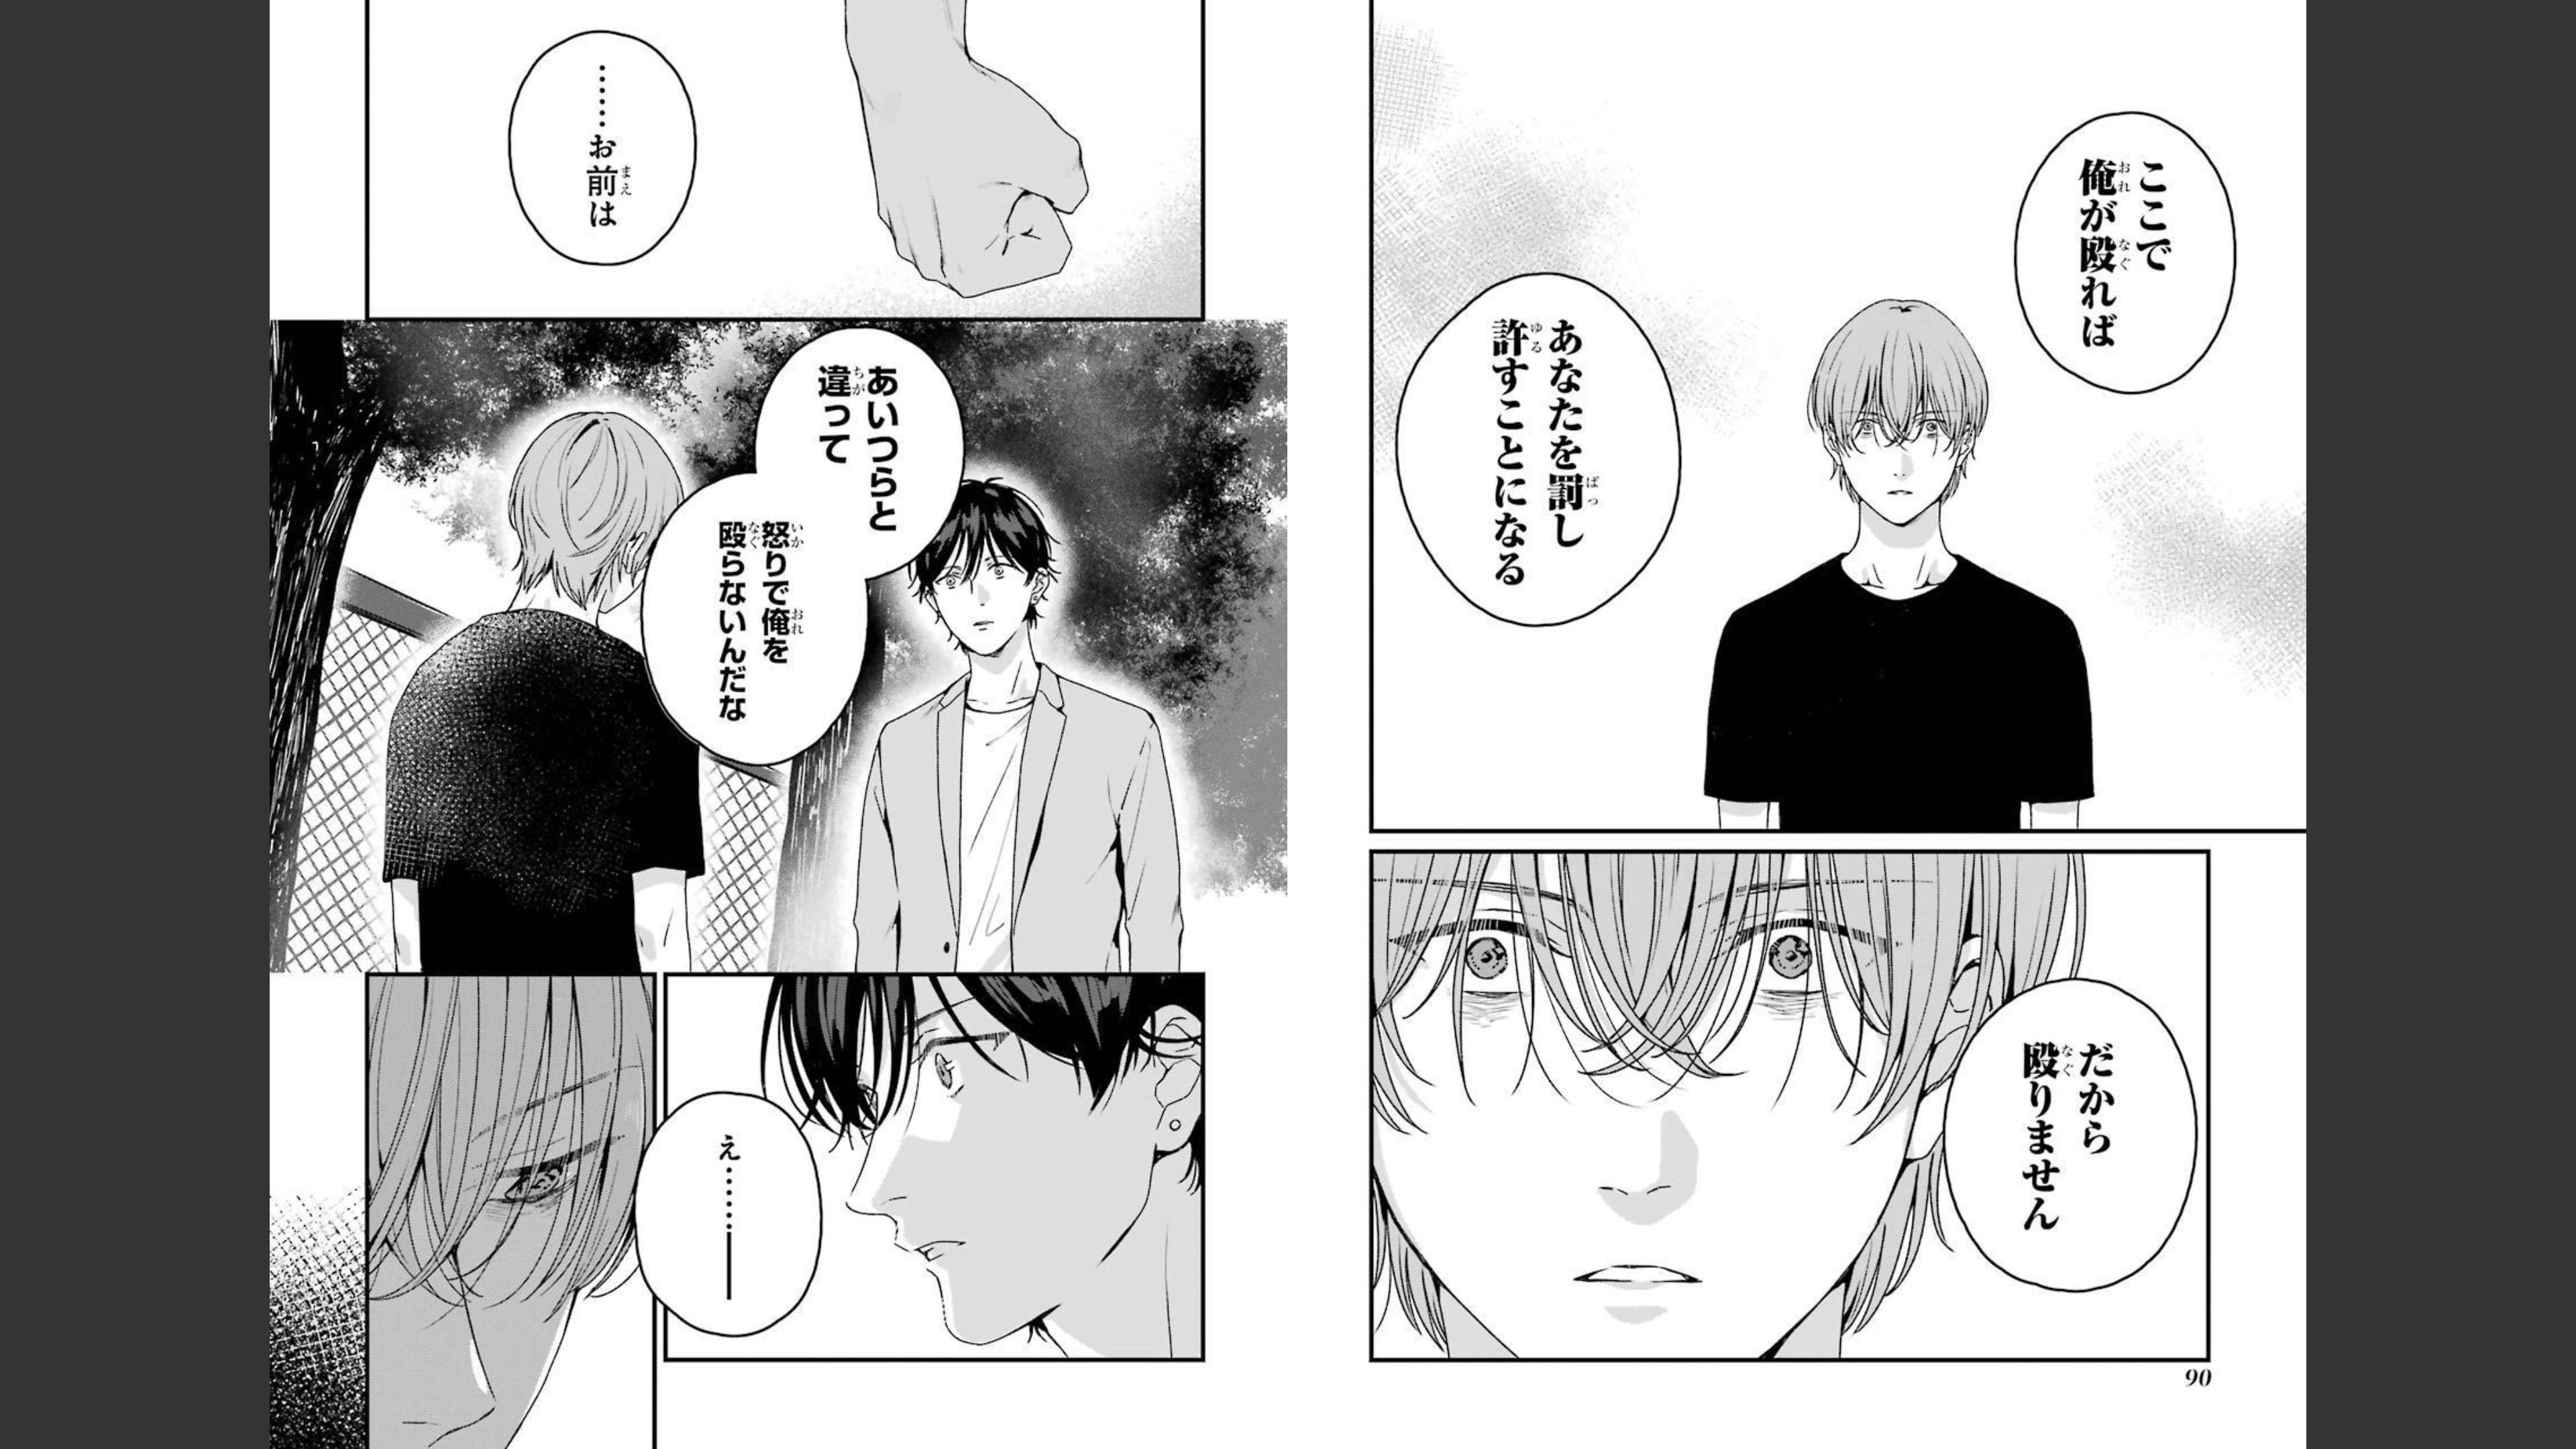 ここで
俺が殴れば
あなたを罰し
許すことになる
だから
殴りません
90
……お前は
あいつらと
違って
怒りで俺を
殴らないんだな
え……――